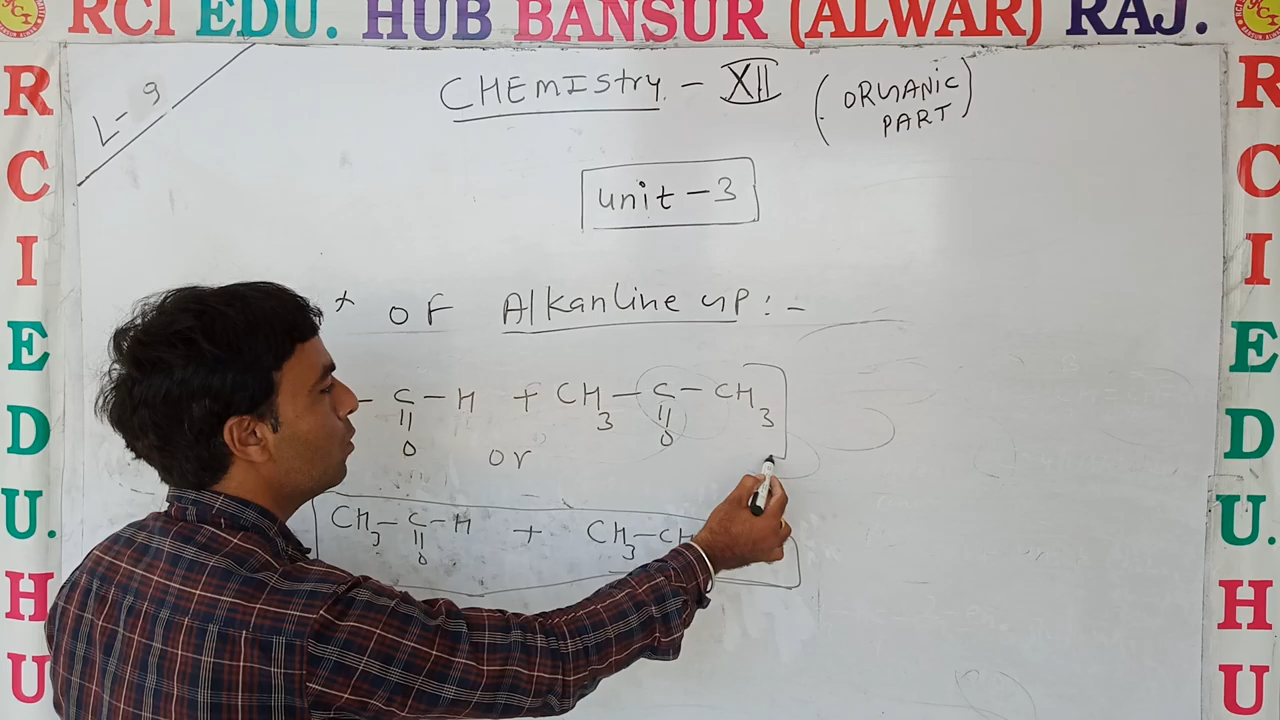 RCI EDU. HUB BANSUR (ALWAR) RAJ.
R C I E D U. H U
L-9
CHEMIStry - XII (ORGANIC PART)
unit-3
* OF Alkanline gp:-
- C - H + CH3 - C - CH3
O O
or
CH3 - C - H + CH3 - CH
O
R C I E D U. H U